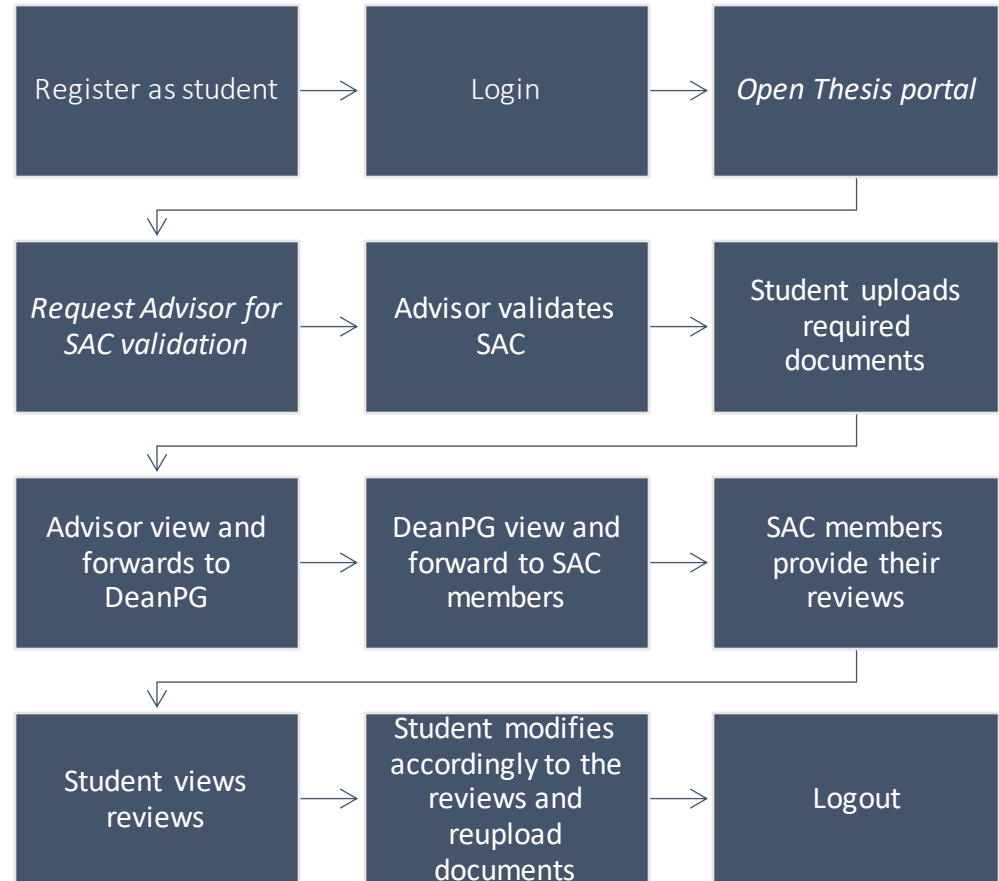 Register as student
Login
Open Thesis portal
Request Advisor for
SAC validation
Advisor validates
SAC
Student uploads
required
documents
Advisor view and
forwards to
DeanPG
DeanPG view and
forward to SAC
members
SAC members
provide their
reviews
Student views
reviews
Student modifies
accordingly to the
reviews and
reupload
documents
Logout